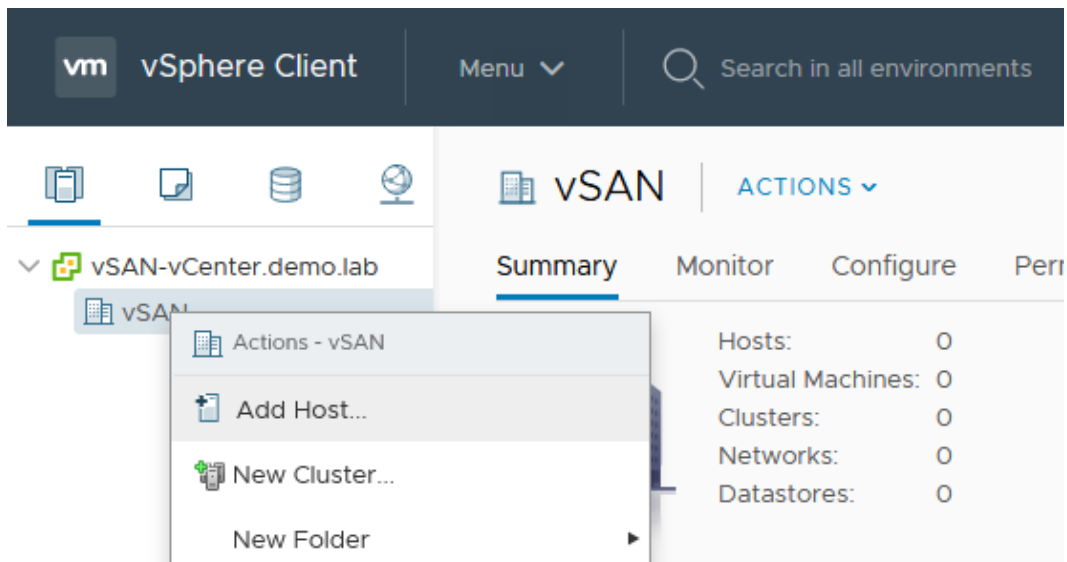 vm vSphere Client Menu Search in all environments
vSAN ACTIONS
vSAN-vCenter.demo.lab
Summary Monitor Configure
vSAN
Actions - vSAN
Add Host...
New Cluster...
New Folder
Hosts: 0
Virtual Machines: 0
Clusters: 0
Networks: 0
Datastores: 0